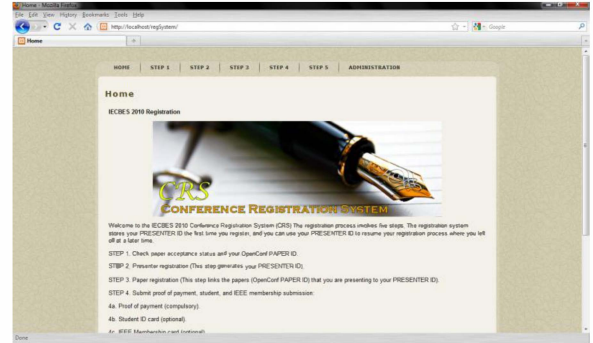 Home - Mozilla Firefox
File Edit View History Bookmarks Tools Help
http://localhost/regSystem/
Google
Home
HOME STEP 1 STEP 2 STEP 3 STEP 4 STEP 5 ADMINISTRATION
Home
IECBES 2010 Registration
CRS
CONFERENCE REGISTRATION SYSTEM
Welcome to the IECBES 2010 Conference Registration System (CRS) The registration process involves five steps. The registration system
stores your PRESENTER ID the first time you register, and you can use your PRESENTER ID to resume your registration process where you left
off at a later time.
STEP 1. Check paper acceptance status and your OpenConf PAPER ID.
STEP 2. Presenter registration (This step generates your PRESENTER ID).
STEP 3. Paper registration (This step links the papers (OpenConf PAPER ID) that you are presenting to your PRESENTER ID).
STEP 4. Submit proof of payment, student, and IEEE membership submission
4a. Proof of payment (compulsory).
4b. Student ID card (optional).
4c. IEEE Membership card (optional)
Done